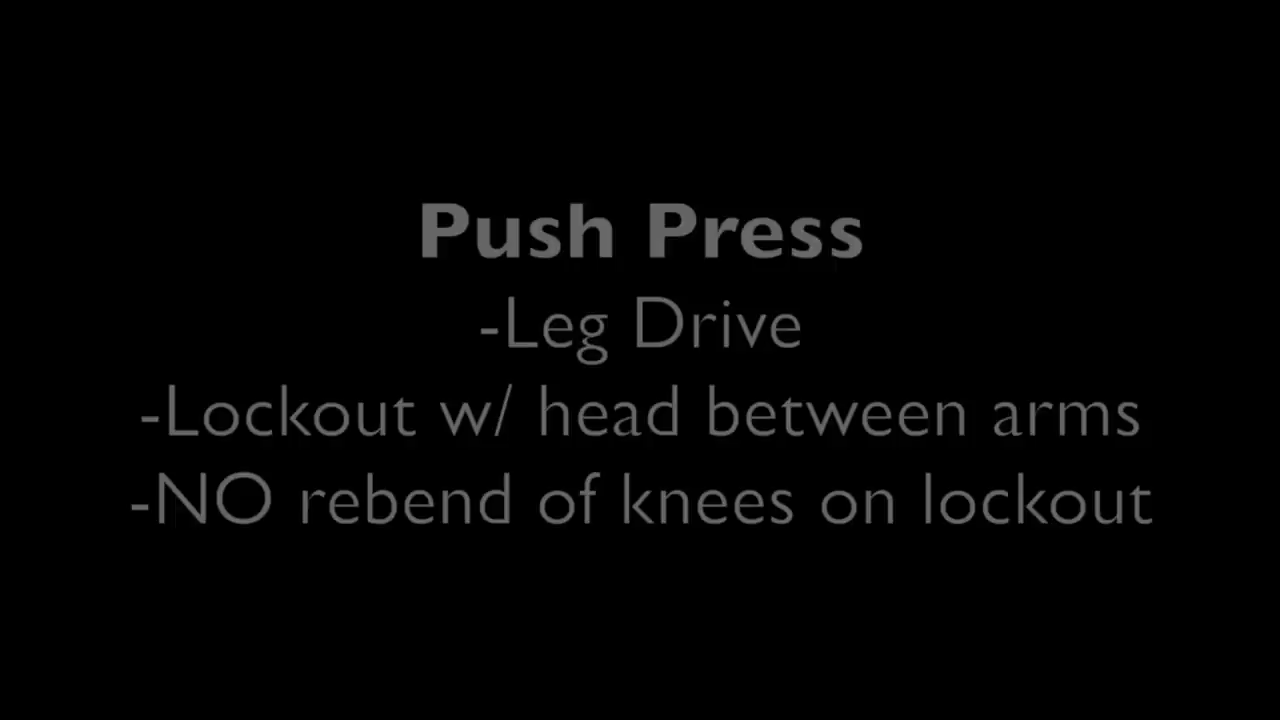 Push Press
-Leg Drive
-Lockout w/ head between arms
-NO rebend of knees on lockout